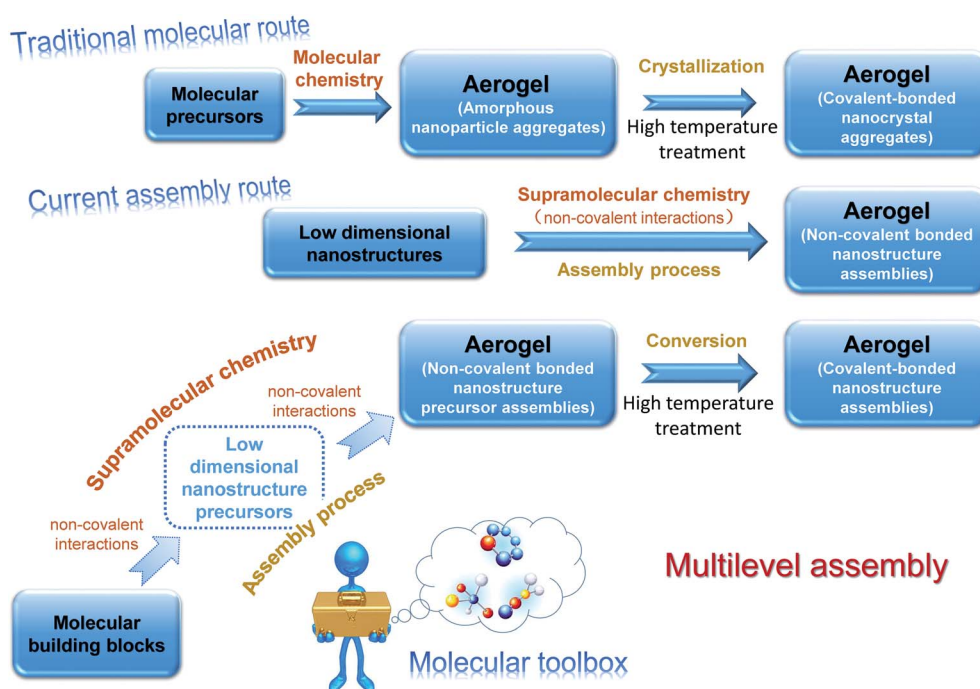 Traditional molecular route
Molecular
precursors
Molecular
chemistry
Aerogel
(Amorphous
nanoparticle aggregates)
Crystallization
High temperature
treatment
Aerogel
(Covalent-bonded
nanocrystal
aggregates)
Current assembly route
Low dimensional
nanostructures
Supramolecular chemistry
(non-covalent interactions)
Assembly process
Aerogel
(Non-covalent bonded
nanostructure
assemblies)
Supramolecular chemistry
Molecular
building blocks
non-covalent
interactions
Low
dimensional
nanostructure
precursors
non-covalent
interactions
Assembly process
Aerogel
(Non-covalent bonded
nanostructure
precursor assemblies)
Conversion
High temperature
treatment
Aerogel
(Covalent-bonded
nanostructure
assemblies)
Multilevel assembly
Molecular toolbox